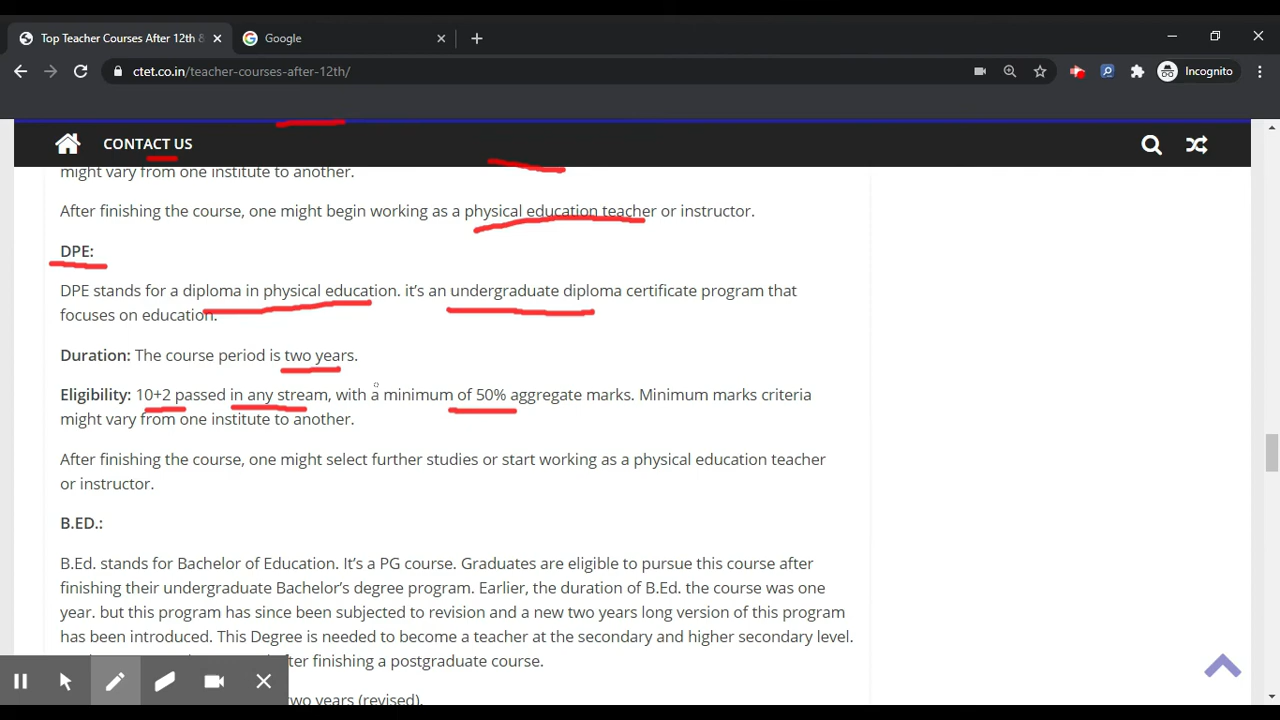 Top Teacher Courses After 12th &
Google
ctet.co.in/teacher-courses-after-12th/
Incognito
CONTACT US
might vary from one institute to another.
After finishing the course, one might begin working as a physical education teacher or instructor.
DPE:
DPE stands for a diploma in physical education. it's an undergraduate diploma certificate program that
focuses on education.
Duration: The course period is two years.
Eligibility: 10+2 passed in any stream, with a minimum of 50% aggregate marks. Minimum marks criteria
might vary from one institute to another.
After finishing the course, one might select further studies or start working as a physical education teacher
or instructor.
B.ED.:
B.Ed. stands for Bachelor of Education. It's a PG course. Graduates are eligible to pursue this course after
finishing their undergraduate Bachelor's degree program. Earlier, the duration of B.Ed. the course was one
year. but this program has since been subjected to revision and a new two years long version of this program
has been introduced. This Degree is needed to become a teacher at the secondary and higher secondary level.
finishing a postgraduate course.
two years (revised).